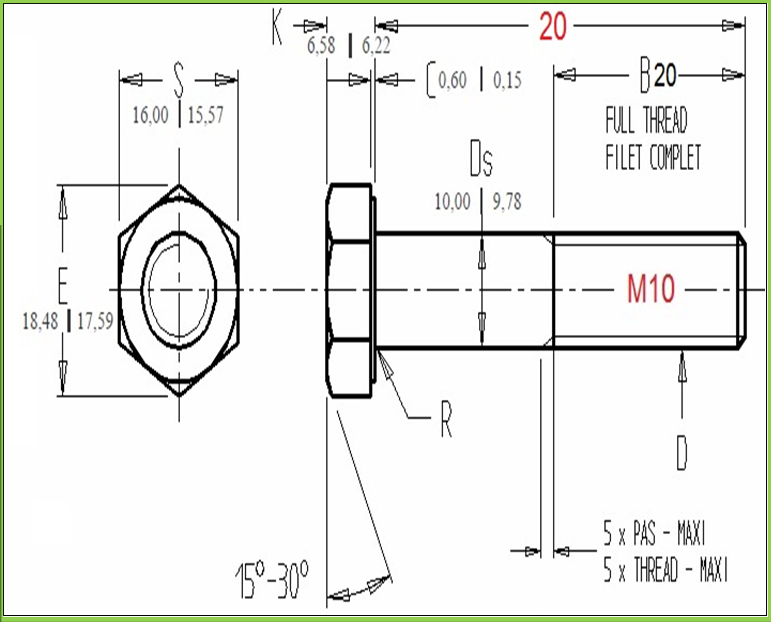 K
20
6,58 | 6,22
S
C 0,60 | 0,15
B 20
16,00 | 15,57
FULL THREAD
FILET COMPLET
Ds
10,00 | 9,78
E
M10
18,48 | 17,59
R
D
5 x PAS - MAXI
15°-30°
5 x THREAD - MAXI